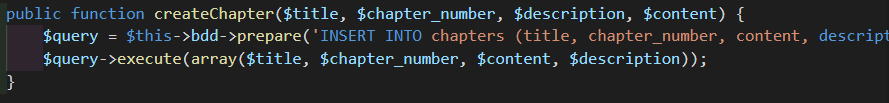 public function createChapter($title, $chapter_number, $description, $content) {
$query = $this->bdd->prepare('INSERT INTO chapters (title, chapter_number, content, descript
$query->execute(array($title, $chapter_number, $content, $description));
}